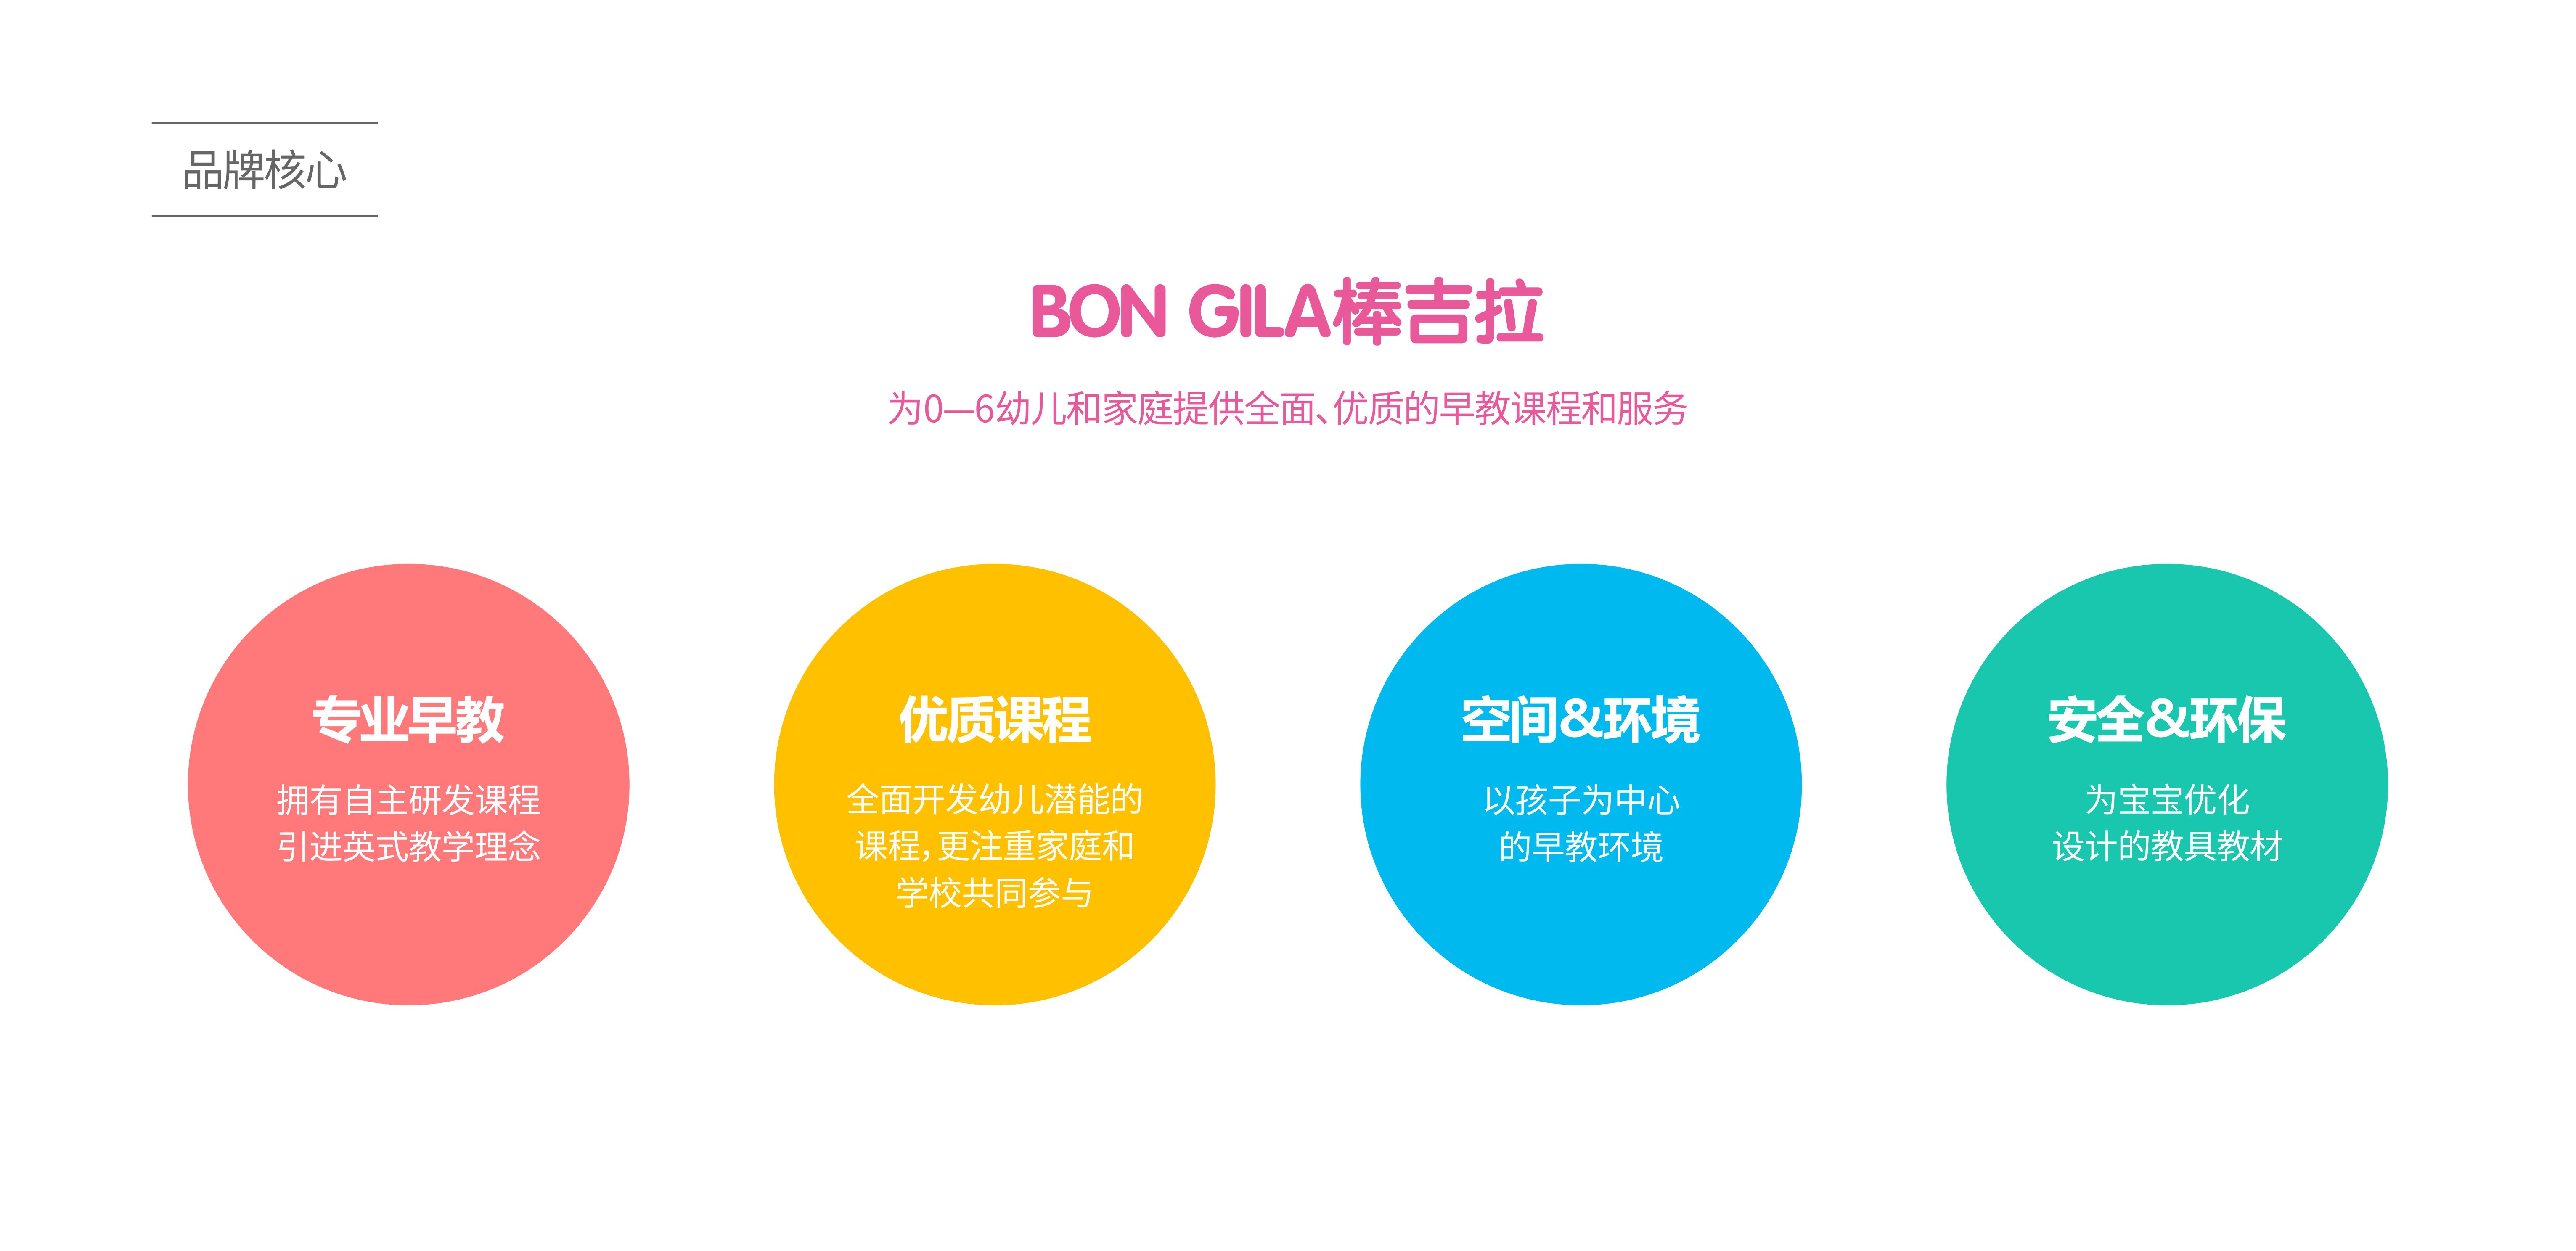 品牌核心
BON GILA棒吉拉
为0—6幼儿和家庭提供全面、优质的早教课程和服务
专业早教
拥有自主研发课程
引进英式教学理念
优质课程
全面开发幼儿潜能的
课程，更注重家庭和
学校共同参与
空间&环境
以孩子为中心
的早教环境
安全&环保
为宝宝优化
设计的教具教材